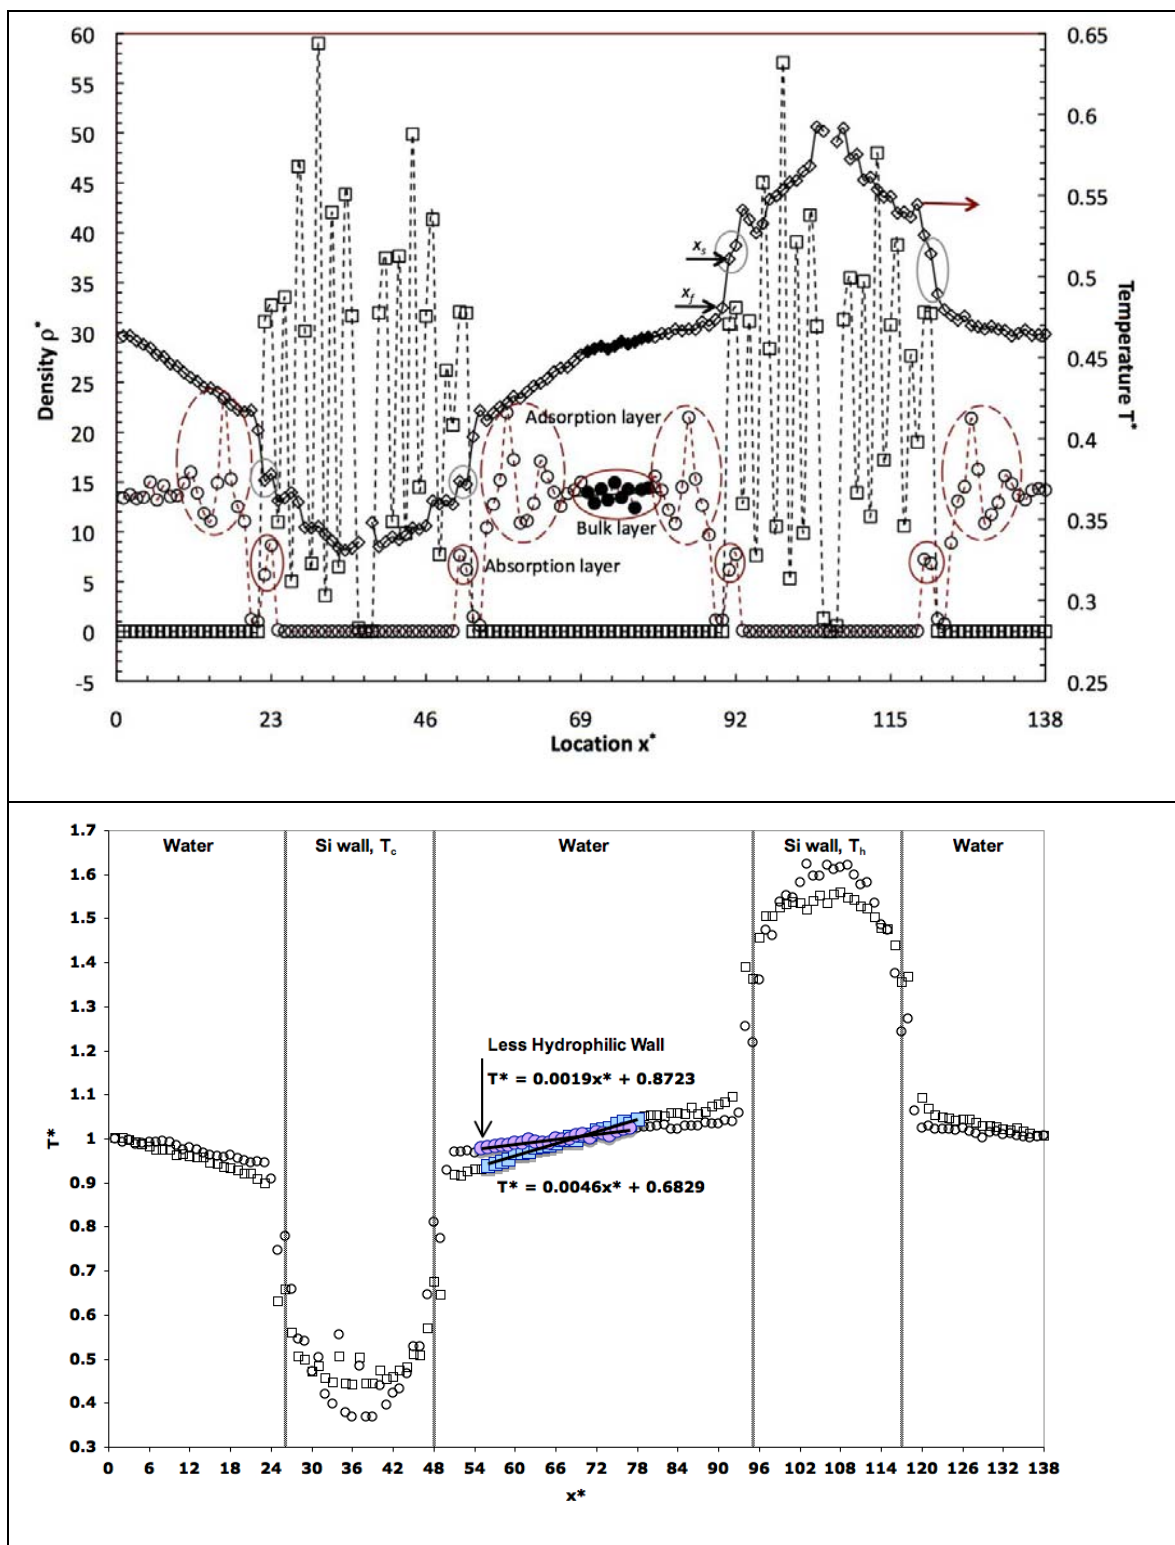 60
55
50
45
40
35
30
25
20
15
10
5
0
-5
Density ρ*
0.65
0.6
0.55
0.5
0.45
0.4
0.35
0.3
0.25
Temperature T*
xs
xf
Adsorption layer
Bulk layer
Absorption layer
0 23 46 69 92 115 138
Location x*
1.7
1.6
1.5
1.4
1.3
1.2
1.1
1
0.9
0.8
0.7
0.6
0.5
0.4
0.3
T*
Water Si wall, Tc Water Si wall, Th Water
Less Hydrophilic Wall
T* = 0.0019x* + 0.8723
T* = 0.0046x* + 0.6829
0 6 12 18 24 30 36 42 48 54 60 66 72 78 84 90 96 102 108 114 120 126 132 138
x*